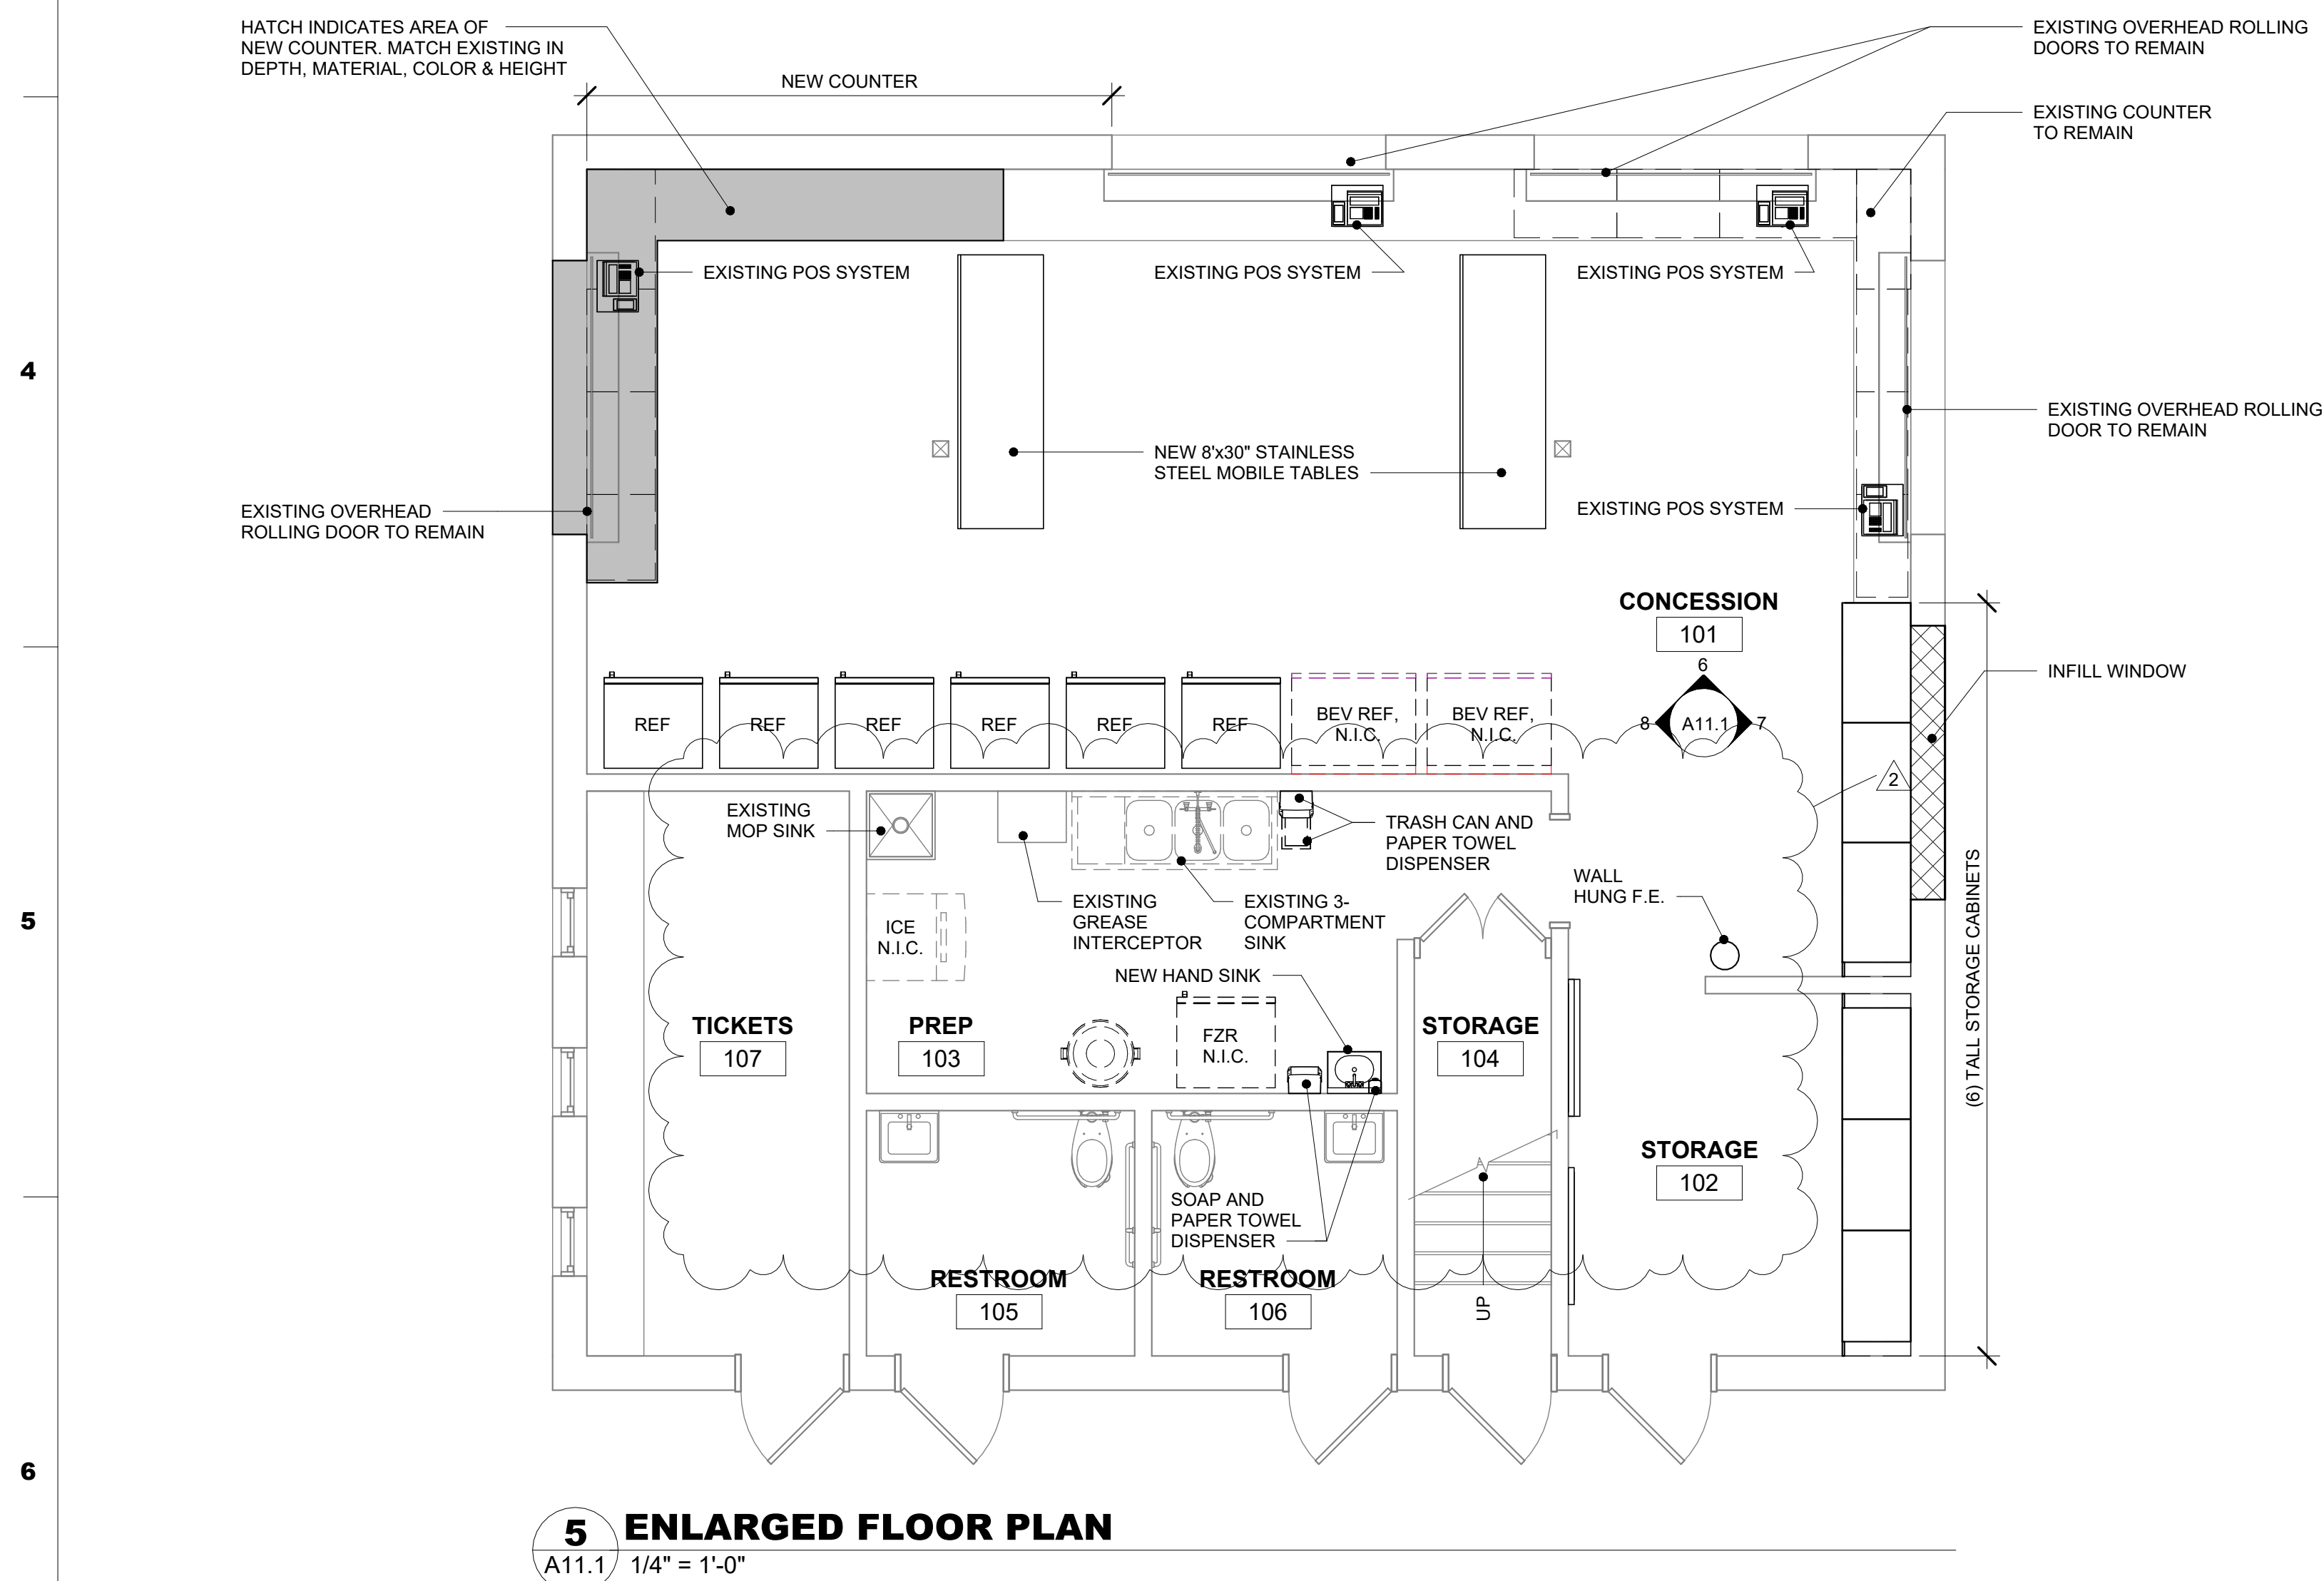 HATCH INDICATES AREA OF
NEW COUNTER. MATCH EXISTING IN
DEPTH, MATERIAL, COLOR & HEIGHT
NEW COUNTER
EXISTING OVERHEAD ROLLING
DOORS TO REMAIN
EXISTING COUNTER
TO REMAIN
EXISTING POS SYSTEM
EXISTING POS SYSTEM
EXISTING POS SYSTEM
4
EXISTING OVERHEAD ROLLING
DOOR TO REMAIN
NEW 8'x30" STAINLESS
STEEL MOBILE TABLES
EXISTING POS SYSTEM
EXISTING OVERHEAD
ROLLING DOOR TO REMAIN
CONCESSION
101
6
8
A11.1
7
INFILL WINDOW
REF
REF
REF
REF
REF
REF
BEV REF,
N.I.C.
BEV REF,
N.I.C.
2
EXISTING
MOP SINK
TRASH CAN AND
PAPER TOWEL
DISPENSER
WALL
HUNG F.E.
5
ICE
N.I.C.
EXISTING
GREASE
INTERCEPTOR
EXISTING 3-
COMPARTMENT
SINK
(6) TALL STORAGE CABINETS
NEW HAND SINK
TICKETS
107
PREP
103
FZR
N.I.C.
STORAGE
104
STORAGE
102
SOAP AND
PAPER TOWEL
DISPENSER
RESTROOM
105
RESTROOM
106
UP
6
5
A11.1
ENLARGED FLOOR PLAN
1/4" = 1'-0"